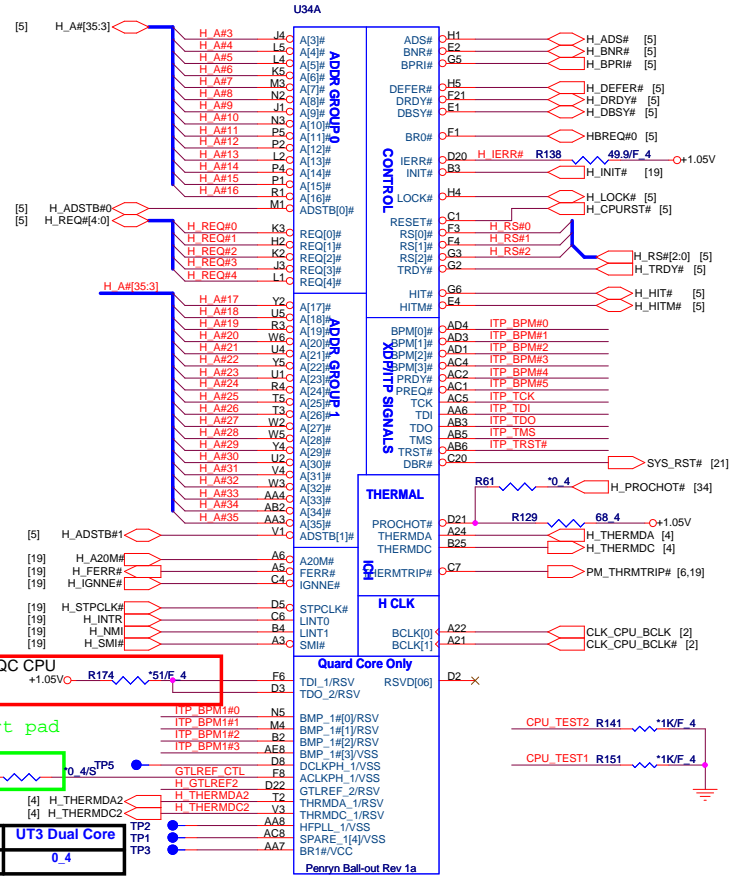 U34A
[5] H_A#[35:3]
H_A#3 J4 A[3]#
H_A#4 L5 A[4]#
H_A#5 L4 A[5]#
H_A#6 K5 A[6]#
H_A#7 M3 A[7]#
H_A#8 N2 A[8]#
H_A#9 J1 A[9]#
H_A#10 N3 A[10]#
H_A#11 P5 A[11]#
H_A#12 P2 A[12]#
H_A#13 L2 A[13]#
H_A#14 P4 A[14]#
H_A#15 P1 A[15]#
H_A#16 R1 A[16]#
[5] H_ADSTB#0 M1 ADSTB[0]#
[5] H_REQ#[4:0]
H_REQ#0 K3 REQ[0]#
H_REQ#1 H2 REQ[1]#
H_REQ#2 K2 REQ[2]#
H_REQ#3 J3 REQ[3]#
H_REQ#4 L1 REQ[4]#
ADDR GROUP 0
H_A#[35:3]
H_A#17 Y2 A[17]#
H_A#18 U5 A[18]#
H_A#19 R3 A[19]#
H_A#20 W6 A[20]#
H_A#21 U4 A[21]#
H_A#22 Y5 A[22]#
H_A#23 U1 A[23]#
H_A#24 R4 A[24]#
H_A#25 T5 A[25]#
H_A#26 T3 A[26]#
H_A#27 W2 A[27]#
H_A#28 W5 A[28]#
H_A#29 Y4 A[29]#
H_A#30 U2 A[30]#
H_A#31 V4 A[31]#
H_A#32 W3 A[32]#
H_A#33 AA4 A[33]#
H_A#34 AB2 A[34]#
H_A#35 AA3 A[35]#
[5] H_ADSTB#1 V1 ADSTB[1]#
ADDR GROUP 1
[19] H_A20M# A6 A20M#
[19] H_FERR# A5 FERR#
[19] H_IGNNE# C4 IGNNE#
[19] H_STPCLK# D5 STPCLK#
[19] H_INTR C6 LINT0
[19] H_NMI B4 LINT1
[19] H_SMI# A3 SMI#
ICH
ADS# H1 H_ADS# [5]
BNR# E2 H_BNR# [5]
BPRI# G5 H_BPRI# [5]
DEFER# H5 H_DEFER# [5]
DRDY# F21 H_DRDY# [5]
DBSY# E1 H_DBSY# [5]
BR0# F1 HBREQ#0 [5]
IERR# D20 H_IERR# R138 49.9/F_4 +1.05V
INIT# B3 H_INIT# [19]
LOCK# H4 H_LOCK# [5]
RESET# C1 H_CPURST# [5]
RS[0]# F3 H_RS#0
RS[1]# F4 H_RS#1
RS[2]# G3 H_RS#2
H_RS#[2:0] [5]
TRDY# G2 H_TRDY# [5]
HIT# G6 H_HIT# [5]
HITM# E4 H_HITM# [5]
CONTROL
BPM[0]# AD4 ITP_BPM#0
BPM[1]# AD3 ITP_BPM#1
BPM[2]# AD1 ITP_BPM#2
BPM[3]# AC4 ITP_BPM#3
PRDY# AC2 ITP_BPM#4
PREQ# AC1 ITP_BPM#5
TCK AC5 ITP_TCK
TDI AA6 ITP_TDI
TDO AB3 ITP_TDO
TMS AB5 ITP_TMS
TRST# AB6 ITP_TRST#
DBR# C20 SYS_RST# [21]
XDP/ITP SIGNALS
THERMAL
R61 *0_4 H_PROCHOT# [34]
PROCHOT# D21 R129 68_4 +1.05V
THERMDA A24 H_THERMDA [4]
THERMDC B25 H_THERMDC [4]
HERMTRIP# C7 PM_THRMTRIP# [6,19]
H CLK
BCLK[0] A22 CLK_CPU_BCLK [2]
BCLK[1] A21 CLK_CPU_BCLK# [2]
Quard Core Only
QC CPU
+1.05V R174 *51/F_4
F6 TDI_1/RSV
D3 TDO_2/RSV
RSVD[06] D2
t pad
ITP_BPM1#0 N5 BMP_1#[0]/RSV
ITP_BPM1#1 M4 BMP_1#[1]/RSV
ITP_BPM1#2 B2 BMP_1#[2]/RSV
ITP_BPM1#3 AE8 BMP_1#[3]/VSS
TP5 D8 DCLKPH_1/VSS
*0_4/S GTLREF_CTL F8 ACLKPH_1/VSS
H_GTLREF2 D22 GTLREF_2/RSV
[4] H_THERMDA2 H_THERMDA2 T2 THRMDA_1/RSV
[4] H_THERMDC2 H_THERMDC2 V3 THRMDC_1/RSV
TP2 AA8 HFPLL_1/VSS
TP1 AC8 SPARE_1[4]/VSS
TP3 AA7 BR1#/VCC
UT3 Dual Core
0_4
Penryn Ball-out Rev 1a
CPU_TEST2 R141 *1K/F_4
CPU_TEST1 R151 *1K/F_4